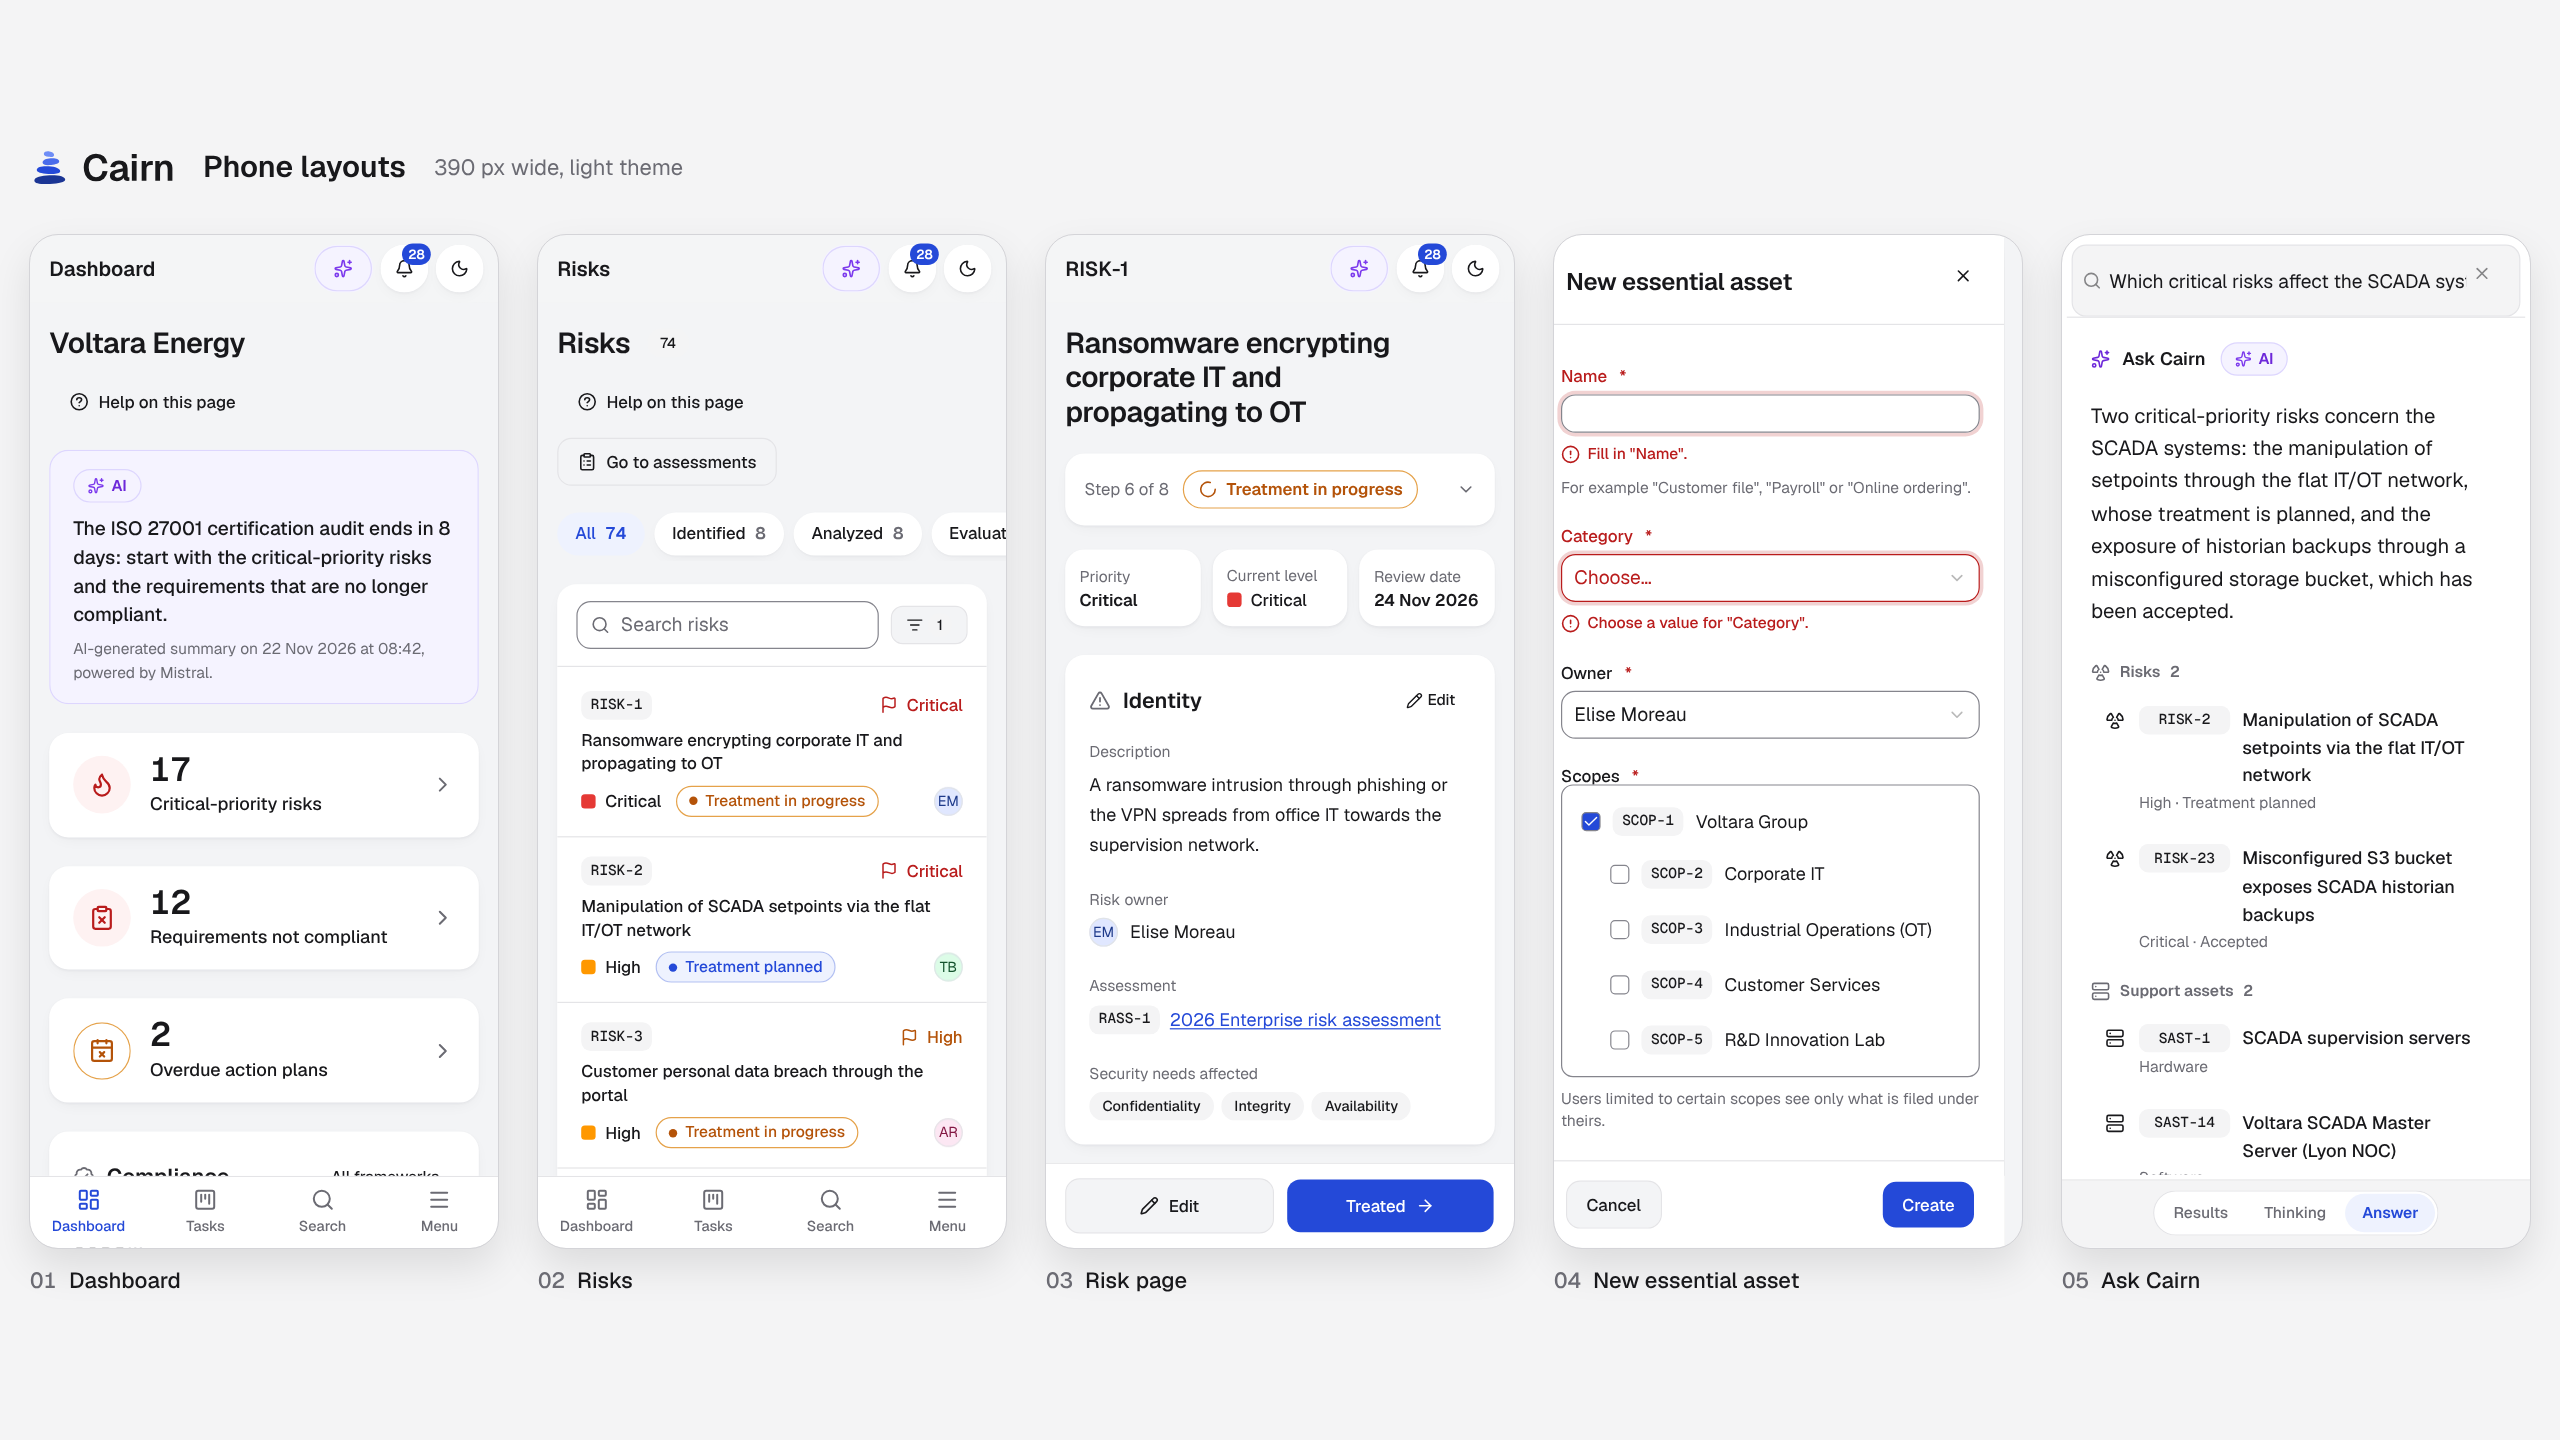 Cairn Phone layouts 390 px wide, light theme
Dashboard
28
Voltara Energy
Help on this page
AI
The ISO 27001 certification audit ends in 8
days: start with the critical-priority risks
and the requirements that are no longer
compliant.
AI-generated summary on 22 Nov 2026 at 08:42,
powered by Mistral.
17
Critical-priority risks
12
Requirements not compliant
2
Overdue action plans
Compliance All frameworks
Dashboard Tasks Search Menu
01 Dashboard
Risks
28
Risks 74
Help on this page
Go to assessments
All 74 Identified 8 Analyzed 8 Evaluat
Search risks 1
RISK-1 Critical
Ransomware encrypting corporate IT and
propagating to OT
Critical Treatment in progress EM
RISK-2 Critical
Manipulation of SCADA setpoints via the flat
IT/OT network
High Treatment planned TB
RISK-3 High
Customer personal data breach through the
portal
High Treatment in progress AR
Dashboard Tasks Search Menu
02 Risks
RISK-1
28
Ransomware encrypting
corporate IT and
propagating to OT
Step 6 of 8 Treatment in progress
Priority Current level Review date
Critical Critical 24 Nov 2026
Identity Edit
Description
A ransomware intrusion through phishing or
the VPN spreads from office IT towards the
supervision network.
Risk owner
EM Elise Moreau
Assessment
RASS-1 2026 Enterprise risk assessment
Security needs affected
Confidentiality Integrity Availability
Edit Treated
03 Risk page
New essential asset
Name *
Fill in "Name".
For example "Customer file", "Payroll" or "Online ordering".
Category *
Choose...
Choose a value for "Category".
Owner *
Elise Moreau
Scopes *
SCOP-1 Voltara Group
SCOP-2 Corporate IT
SCOP-3 Industrial Operations (OT)
SCOP-4 Customer Services
SCOP-5 R&D Innovation Lab
Users limited to certain scopes see only what is filed under
theirs.
Cancel Create
04 New essential asset
Which critical risks affect the SCADA syst
Ask Cairn AI
Two critical-priority risks concern the
SCADA systems: the manipulation of
setpoints through the flat IT/OT network,
whose treatment is planned, and the
exposure of historian backups through a
misconfigured storage bucket, which has
been accepted.
Risks 2
RISK-2 Manipulation of SCADA
setpoints via the flat IT/OT
network
High · Treatment planned
RISK-23 Misconfigured S3 bucket
exposes SCADA historian
backups
Critical · Accepted
Support assets 2
SAST-1 SCADA supervision servers
Hardware
SAST-14 Voltara SCADA Master
Server (Lyon NOC)
Results Thinking Answer
05 Ask Cairn